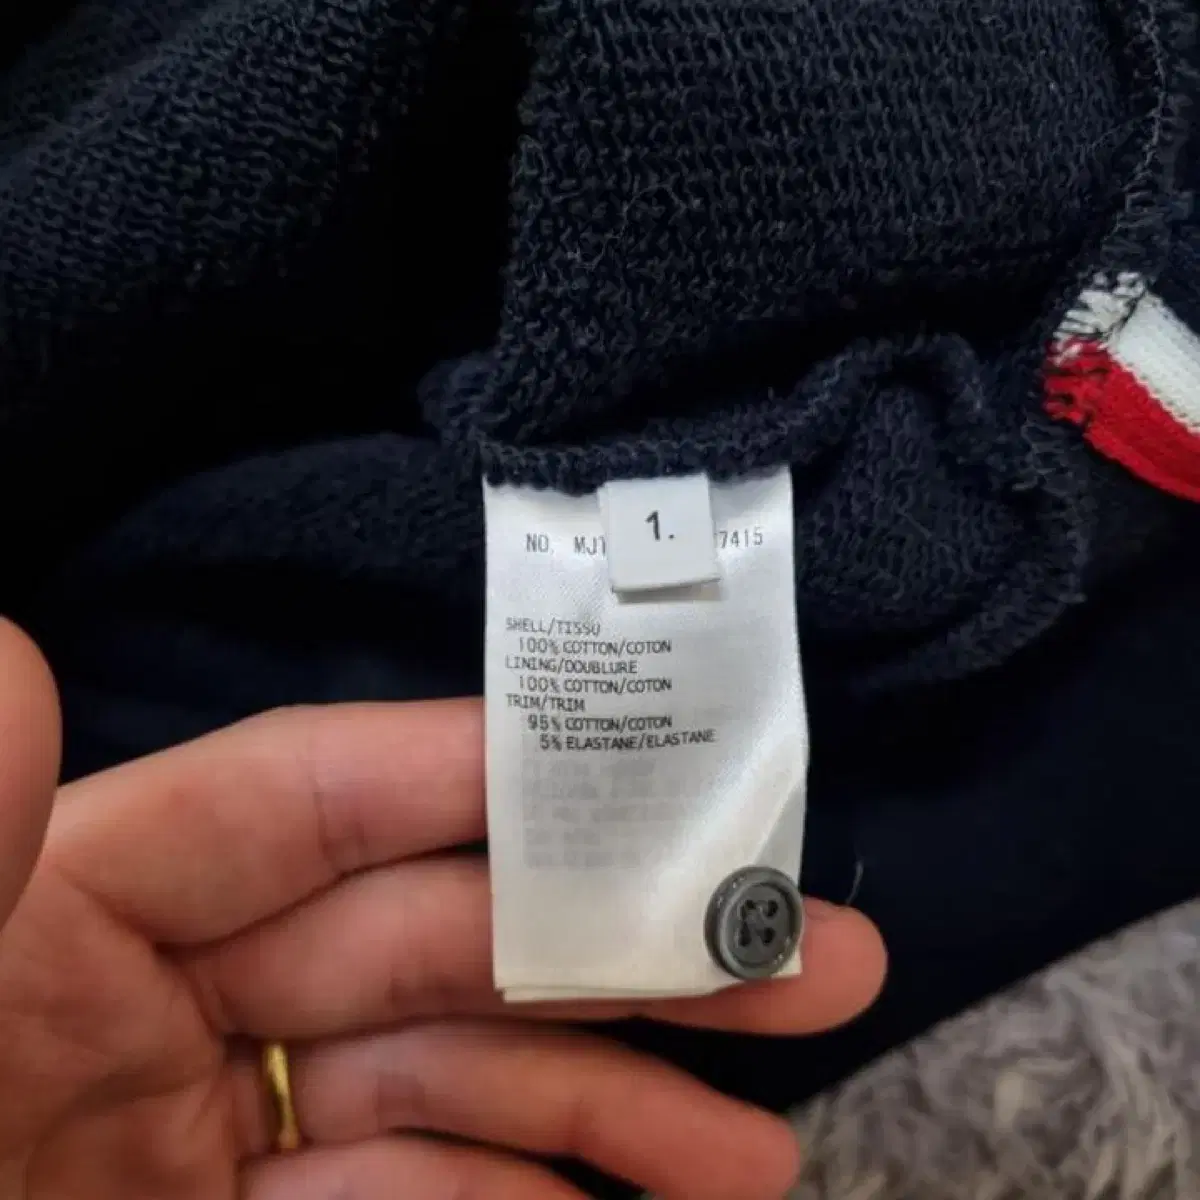 1.
NO. MJ 7415
SHELL/TISSU
100% COTTON/COTON
LINING/DOUBLURE
100% COTTON/COTON
TRIM/TRIM
95% COTTON/COTON
5% ELASTANE/ELASTANE